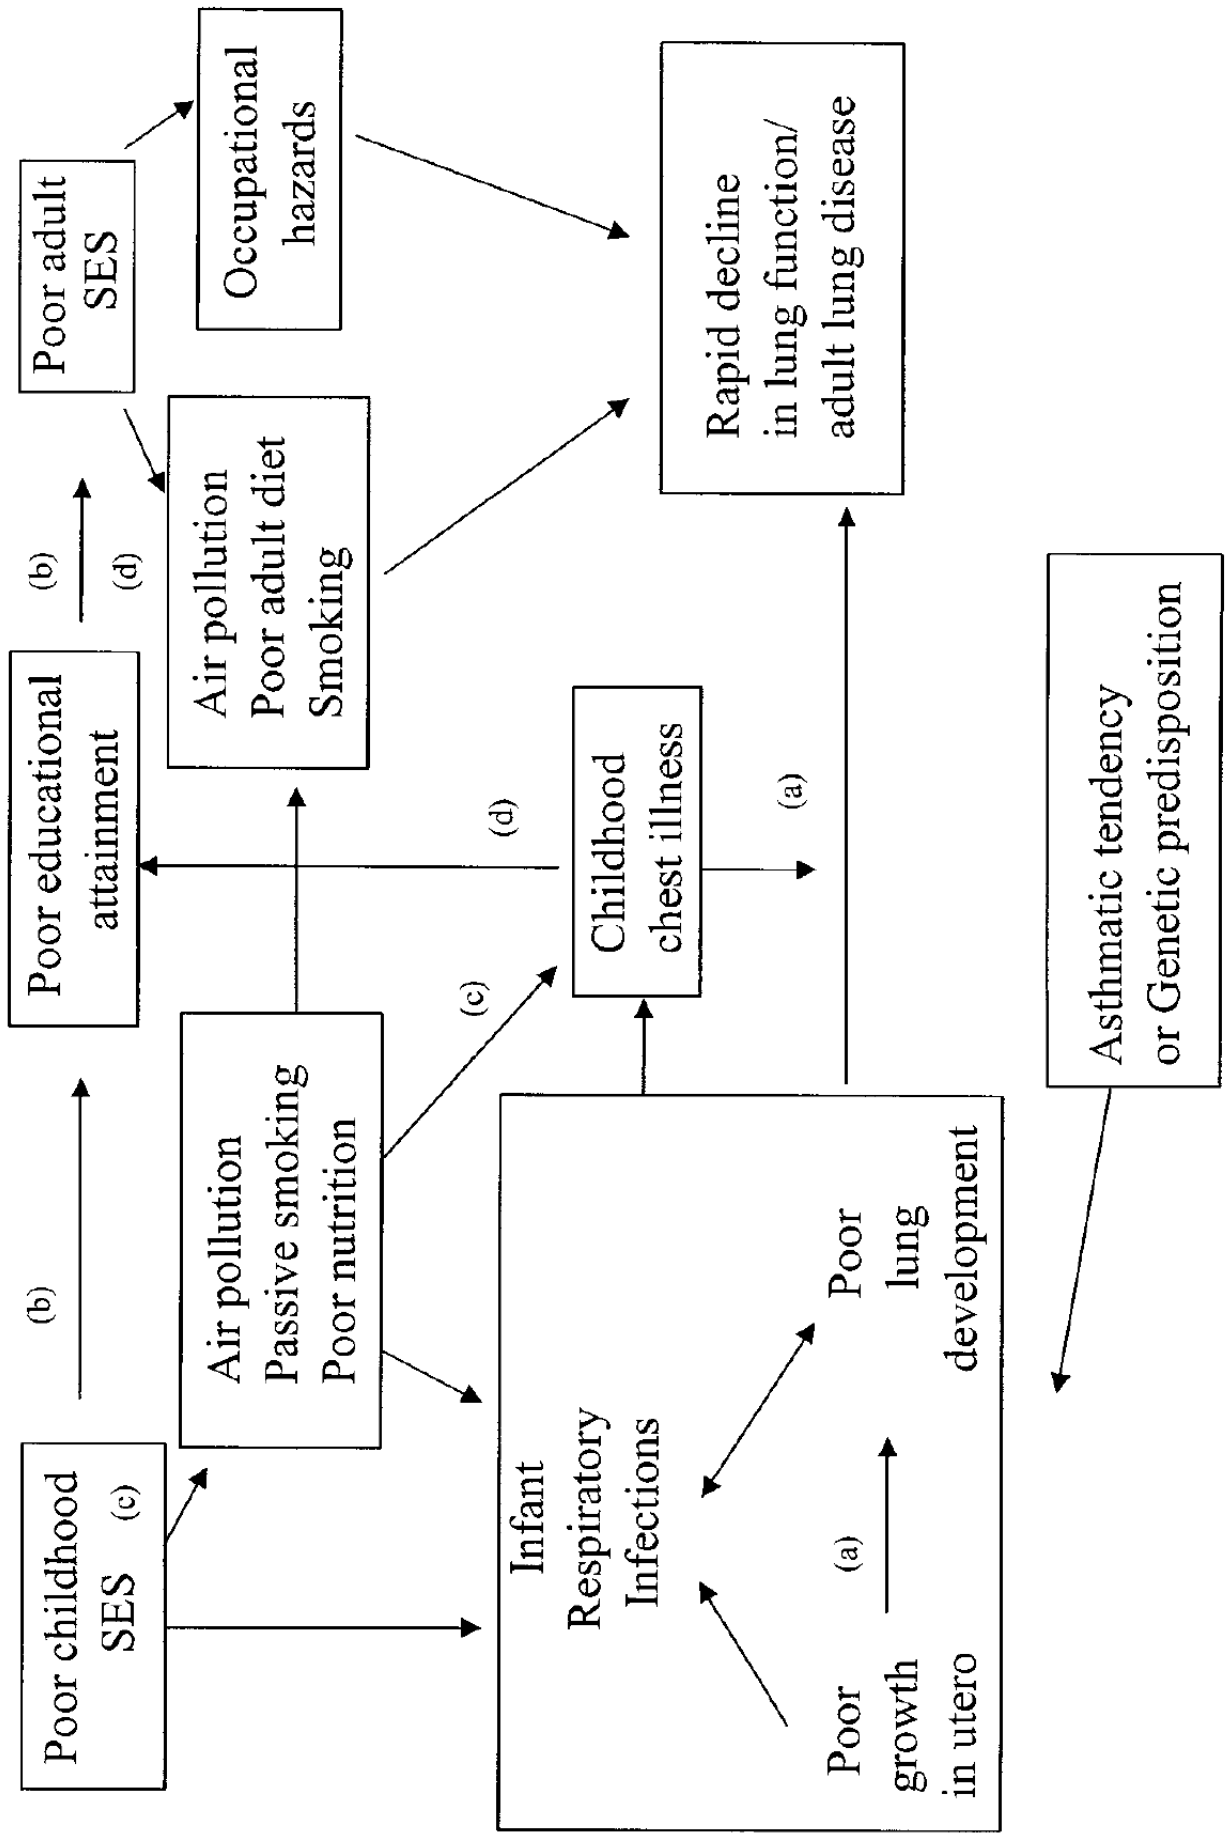 Poor childhood
SES
(c)
(b)
Poor educational
attainment
(b)
(d)
Poor adult
SES
Air pollution
Passive smoking
Poor nutrition
Air pollution
Poor adult diet
Smoking
Occupational
hazards
(c)
(d)
Infant
Respiratory
Infections
Childhood
chest illness
(a)
Poor
growth
in utero
(a)
Poor
lung
development
Rapid decline
in lung function/
adult lung disease
Asthmatic tendency
or Genetic predisposition